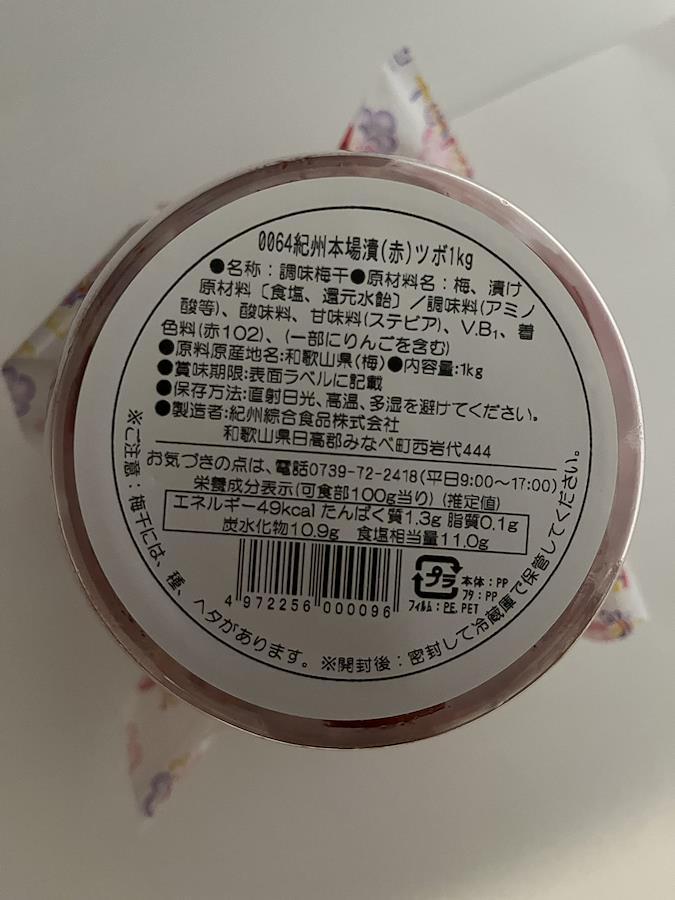 0064紀州本場漬(赤)ツボ1kg
●名称：調味梅干●原材料名：梅、漬け
原材料〔食塩、還元水飴〕／調味料(アミノ
酸等)、酸味料、甘味料(ステビア)、V.B₁、着
色料(赤102)、(一部にりんごを含む)
●原料原産地名:和歌山県(梅)●内容量:1kg
●賞味期限:表面ラベルに記載
●保存方法:直射日光、高温、多湿を避けてください。
●製造者:紀州綜合食品株式会社
和歌山県日高郡みなべ町西岩代444
お気づきの点は、電話0739-72-2418(平日9:00～17:00)
栄養成分表示(可食部100g当り)(推定値)
エネルギー49kcal たんぱく質1.3g 脂質0.1g
炭水化物10.9g 食塩相当量11.0g
4 972256 000096
プラ
本体：PP
フタ：PP
フィルム：P.E, PET
※ご注意：梅干には、種、ヘタがあります。※開封後：密封して冷蔵庫で保管してください。